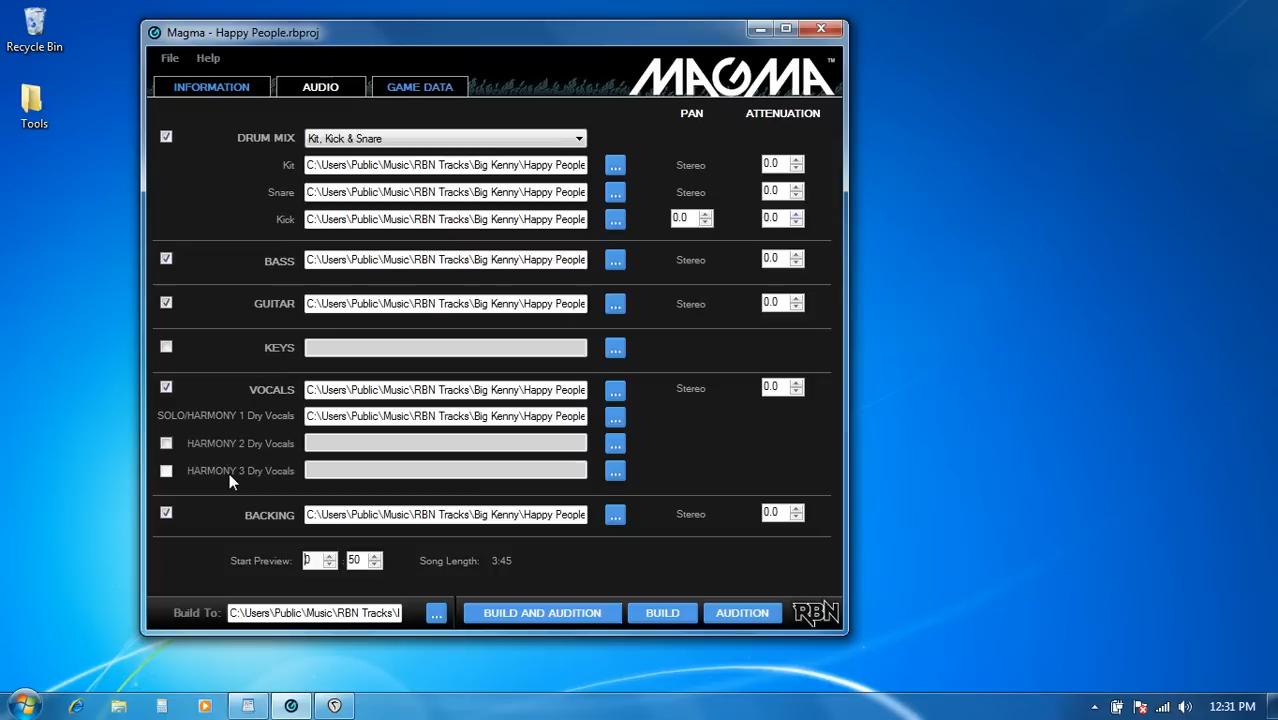 Recycle Bin
Tools
Magma - Happy People.rbproj
File Help
MAGMA™
INFORMATION AUDIO GAME DATA
PAN ATTENUATION
DRUM MIX Kit, Kick & Snare
Kit C:\Users\Public\Music\RBN Tracks\Big Kenny\Happy People ... Stereo 0.0
Snare C:\Users\Public\Music\RBN Tracks\Big Kenny\Happy People ... Stereo 0.0
Kick C:\Users\Public\Music\RBN Tracks\Big Kenny\Happy People ... 0.0 0.0
BASS C:\Users\Public\Music\RBN Tracks\Big Kenny\Happy People ... Stereo 0.0
GUITAR C:\Users\Public\Music\RBN Tracks\Big Kenny\Happy People ... Stereo 0.0
KEYS ...
VOCALS C:\Users\Public\Music\RBN Tracks\Big Kenny\Happy People ... Stereo 0.0
SOLO/HARMONY 1 Dry Vocals C:\Users\Public\Music\RBN Tracks\Big Kenny\Happy People ...
HARMONY 2 Dry Vocals ...
HARMONY 3 Dry Vocals ...
BACKING C:\Users\Public\Music\RBN Tracks\Big Kenny\Happy People ... Stereo 0.0
Start Preview: 0 : 50 Song Length: 3:45
Build To: C:\Users\Public\Music\RBN Tracks\ ... BUILD AND AUDITION BUILD AUDITION RBN
12:31 PM